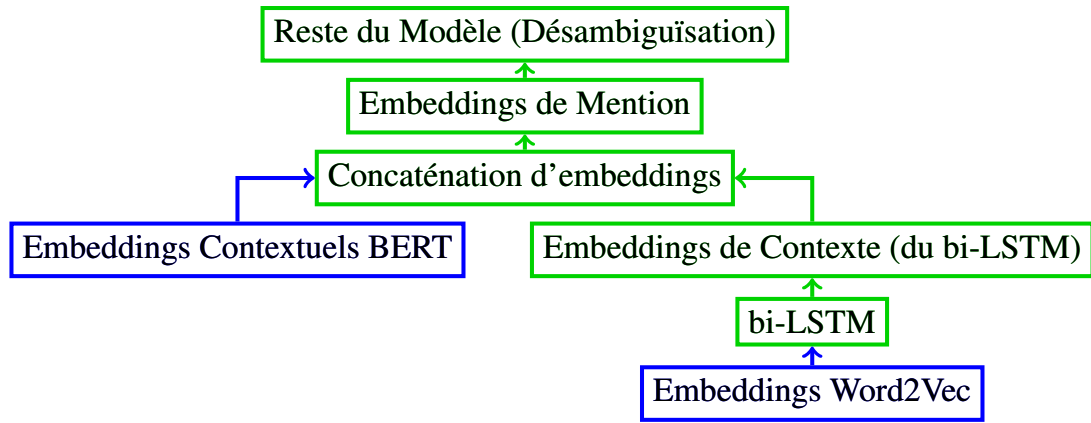 Reste du Modèle (Désambiguïsation)
Embeddings de Mention
Concaténation d'embeddings
Embeddings Contextuels BERT
Embeddings de Contexte (du bi-LSTM)
bi-LSTM
Embeddings Word2Vec